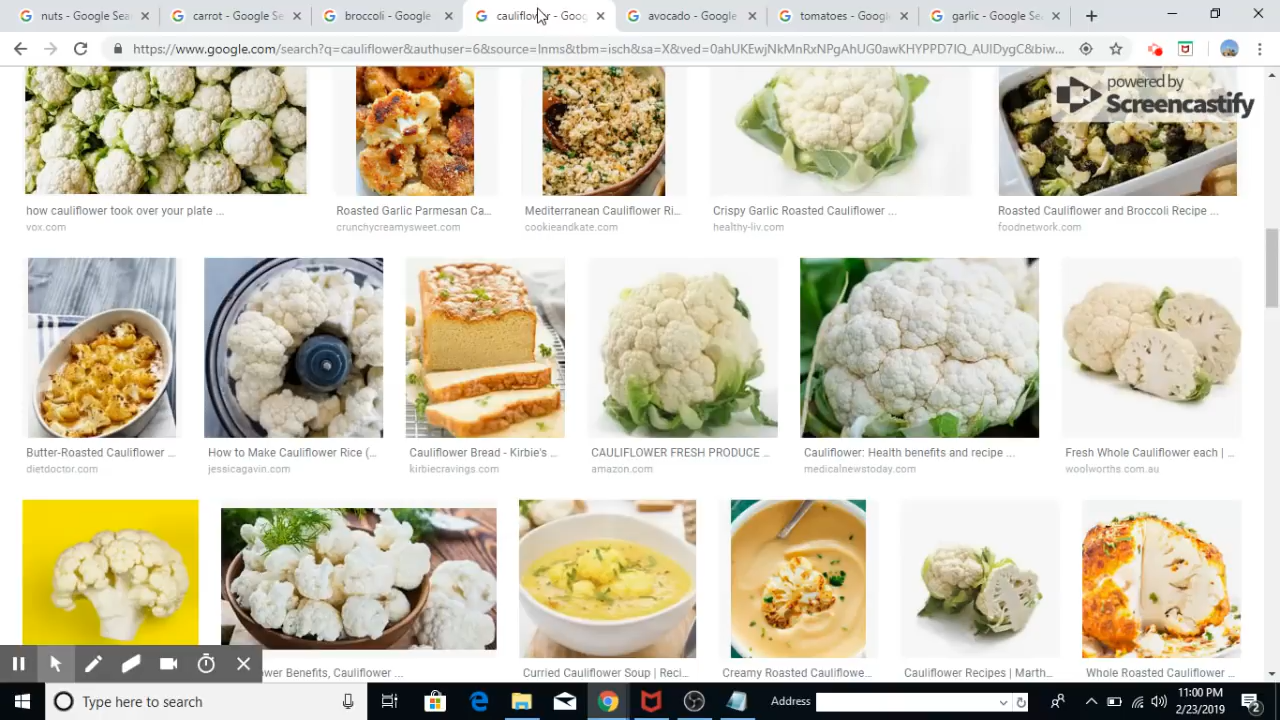 nuts - Google Sea
carrot - Google S
broccoli - Google
cauliflower - Goog
avocado - Google
tomatoes - Google
garlic - Google Se
https://www.google.com/search?q=cauliflower&authuser=6&source=lnms&tbm=isch&sa=X&ved=0ahUKEwjNkMnRxNPgAhUG0awKHYPPD7IQ_AUIDygC&biw...
powered by
Screencastify
how cauliflower took over your plate ...
vox.com
Roasted Garlic Parmesan Ca...
crunchycreamysweet.com
Mediterranean Cauliflower Ri...
cookieandkate.com
Crispy Garlic Roasted Cauliflower ...
healthy-liv.com
Roasted Cauliflower and Broccoli Recipe ...
foodnetwork.com
Butter-Roasted Cauliflower ...
dietdoctor.com
How to Make Cauliflower Rice (...
jessicagavin.com
Cauliflower Bread - Kirbie's ...
kirbiecravings.com
CAULIFLOWER FRESH PRODUCE ...
amazon.com
Cauliflower: Health benefits and recipe ...
medicalnewstoday.com
Fresh Whole Cauliflower each | ...
woolworths.com.au
ower Benefits, Cauliflower ...
Curried Cauliflower Soup | Reci...
Creamy Roasted Cauliflowe...
Cauliflower Recipes | Marth...
Whole Roasted Cauliflower ...
Type here to search
Address
11:00 PM
2/23/2019
2